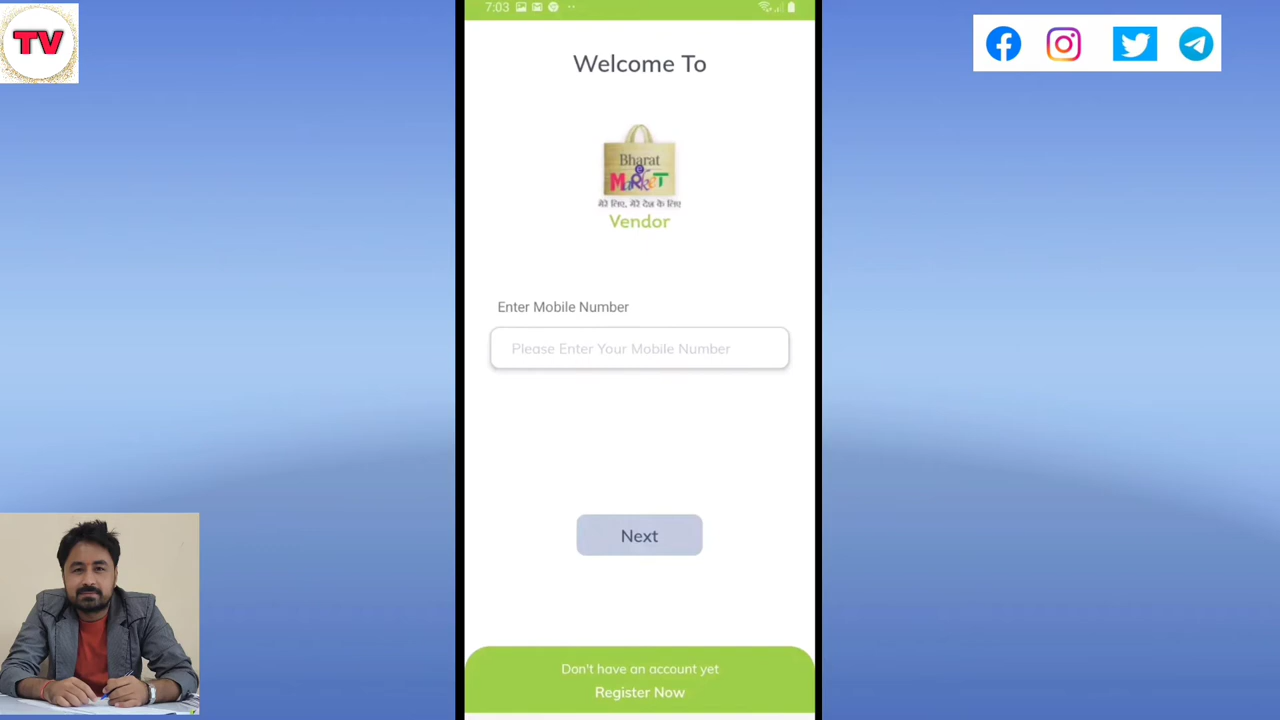 TV
7:03
Welcome To
Bharat
e
MaRkeT
मेरे लिए, मेरे देश के लिए
Vendor
Enter Mobile Number
Please Enter Your Mobile Number
Next
Don't have an account yet
Register Now